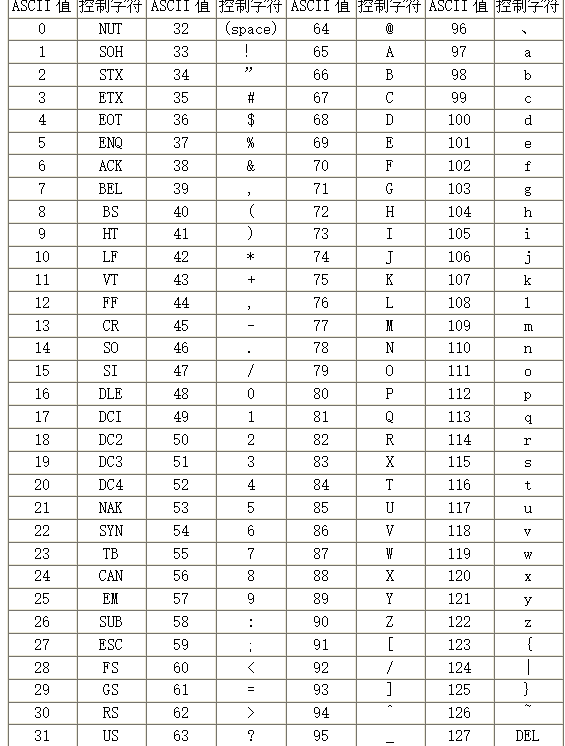 ASCII 值 控制字符 ASCII 值 控制字符 ASCII 值 控制字符 ASCII 值 控制字符
0 NUT 32 (space) 64 @ 96 、
1 SOH 33 ! 65 A 97 a
2 STX 34 ” 66 B 98 b
3 ETX 35 # 67 C 99 c
4 EOT 36 $ 68 D 100 d
5 ENQ 37 % 69 E 101 e
6 ACK 38 & 70 F 102 f
7 BEL 39 , 71 G 103 g
8 BS 40 ( 72 H 104 h
9 HT 41 ) 73 I 105 i
10 LF 42 * 74 J 106 j
11 VT 43 + 75 K 107 k
12 FF 44 , 76 L 108 l
13 CR 45 - 77 M 109 m
14 SO 46 . 78 N 110 n
15 SI 47 / 79 O 111 o
16 DLE 48 0 80 P 112 p
17 DCI 49 1 81 Q 113 q
18 DC2 50 2 82 R 114 r
19 DC3 51 3 83 X 115 s
20 DC4 52 4 84 T 116 t
21 NAK 53 5 85 U 117 u
22 SYN 54 6 86 V 118 v
23 TB 55 7 87 W 119 w
24 CAN 56 8 88 X 120 x
25 EM 57 9 89 Y 121 y
26 SUB 58 : 90 Z 122 z
27 ESC 59 ; 91 [ 123 {
28 FS 60 < 92 / 124 |
29 GS 61 = 93 ] 125 }
30 RS 62 > 94 ^ 126 ~
31 US 63 ? 95 _ 127 DEL